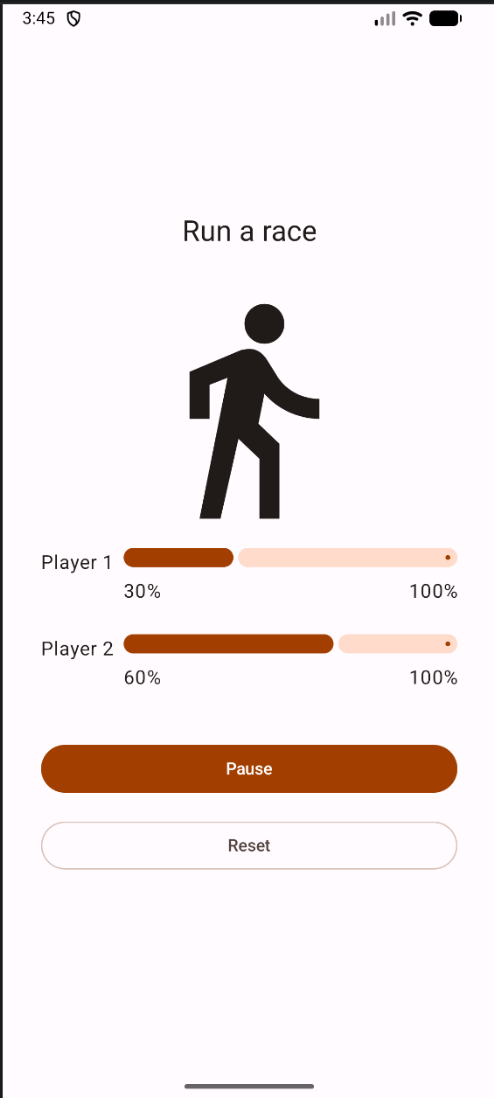 3:45
Run a race
Player 1
30% 100%
Player 2
60% 100%
Pause
Reset